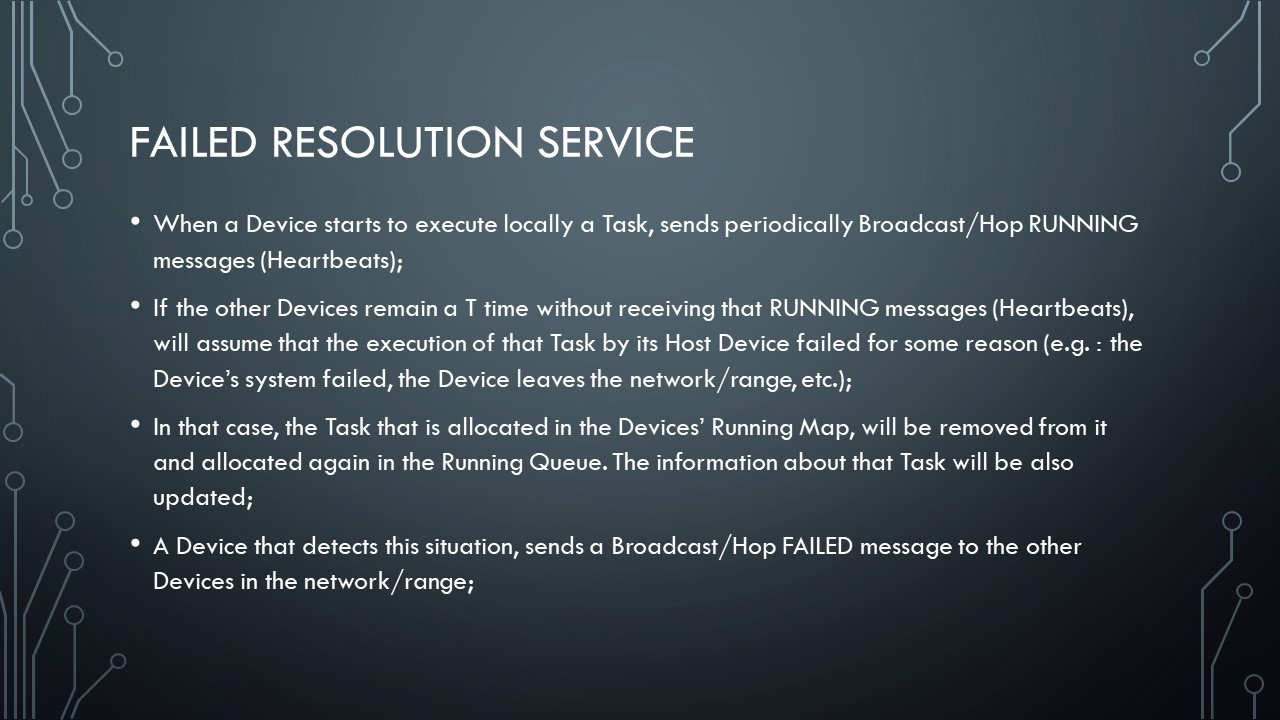 FAILED RESOLUTION SERVICE
• When a Device starts to execute locally a Task, sends periodically Broadcast/Hop RUNNING
messages (Heartbeats);
• If the other Devices remain a T time without receiving that RUNNING messages (Heartbeats),
will assume that the execution of that Task by its Host Device failed for some reason (e.g. : the
Device’s system failed, the Device leaves the network/range, etc.);
• In that case, the Task that is allocated in the Devices’ Running Map, will be removed from it
and allocated again in the Running Queue. The information about that Task will be also
updated;
• A Device that detects this situation, sends a Broadcast/Hop FAILED message to the other
Devices in the network/range;